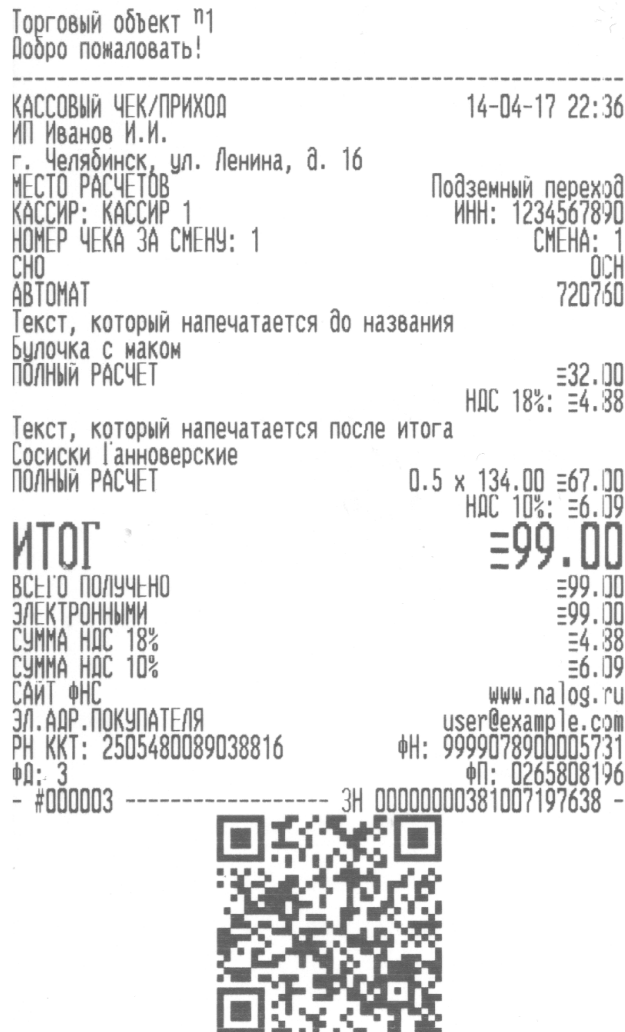 Торговый объект n1
Добро пожаловать!
КАССОВЫЙ ЧЕК/ПРИХОД 14-04-17 22:36
ИП Иванов И.И.
г. Челябинск, ул. Ленина, д. 16
МЕСТО РАСЧЕТОВ Подземный переход
КАССИР: КАССИР 1 ИНН: 1234567890
НОМЕР ЧЕКА ЗА СМЕНУ: 1 СМЕНА: 1
СНО ОСН
АВТОМАТ 720760
Текст, который напечатается до названия
Булочка с маком
ПОЛНЫЙ РАСЧЕТ ≡32.00
НДС 18%: ≡4.88
Текст, который напечатается после итога
Сосиски Ганноверские
ПОЛНЫЙ РАСЧЕТ 0.5 x 134.00 ≡67.00
НДС 10%: ≡6.09
ИТОГ ≡99.00
ВСЕГО ПОЛУЧЕНО ≡99.00
ЭЛЕКТРОННЫМИ ≡99.00
СУММА НДС 18% ≡4.88
СУММА НДС 10% ≡6.09
САЙТ ФНС www.nalog.ru
ЭЛ.АДР.ПОКУПАТЕЛЯ user@example.com
РН ККТ: 2505480089038816 ФН: 9999078900005731
ФД: 3 ФП: 0265808196
- #000003 ------------------ ЗН 00000000381007197638 -